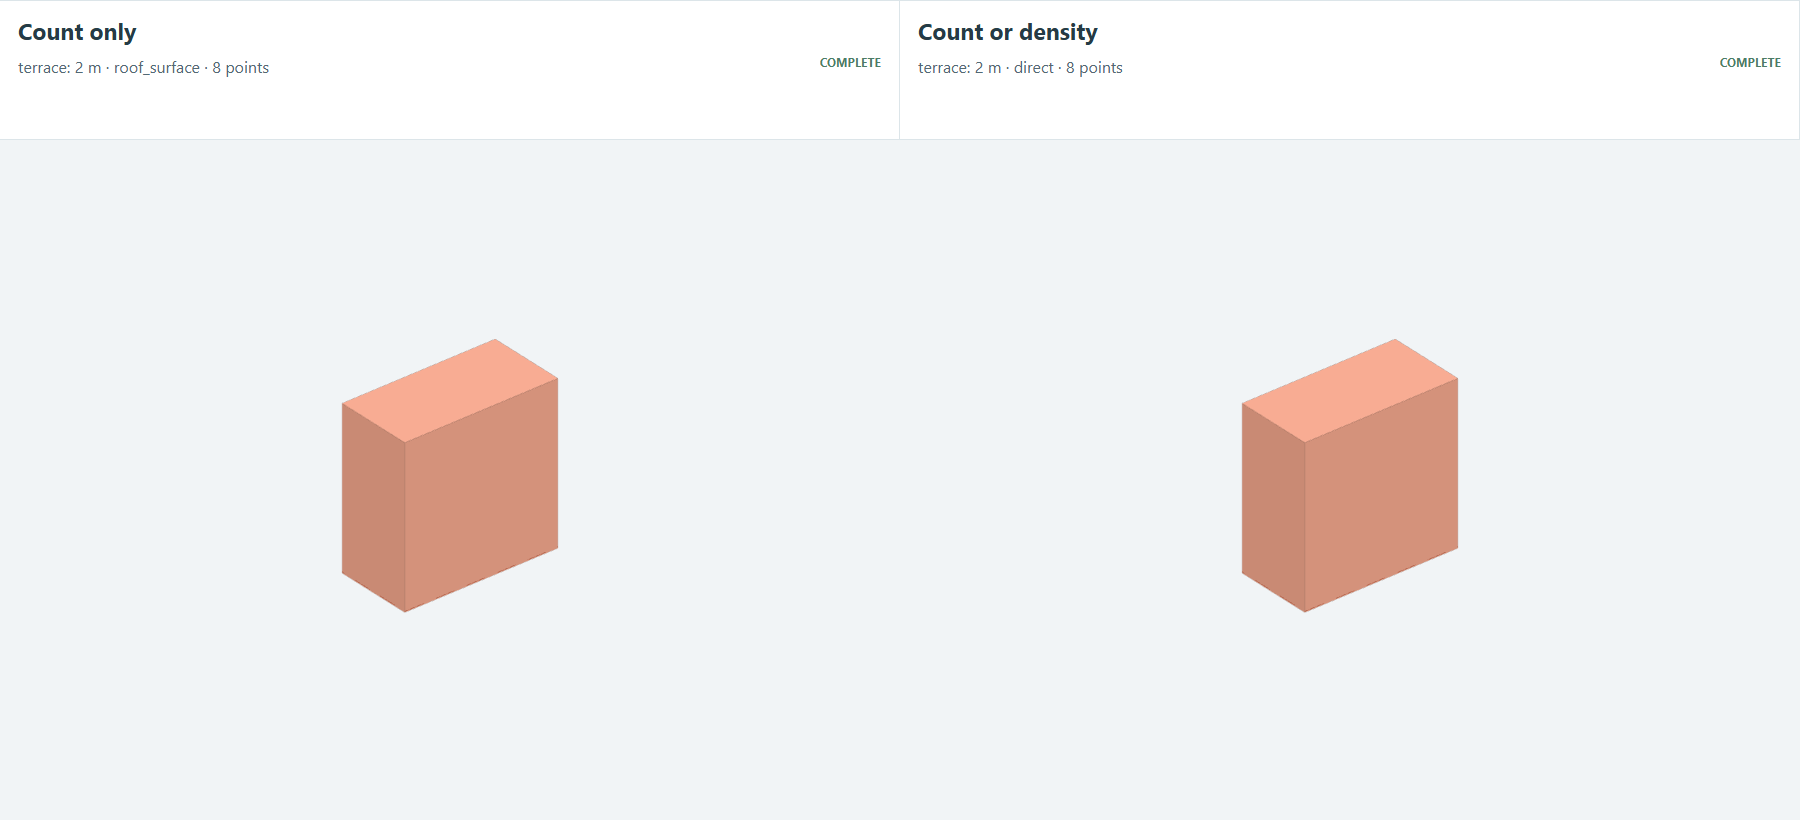 Count only
terrace: 2 m · roof_surface · 8 points
COMPLETE
Count or density
terrace: 2 m · direct · 8 points
COMPLETE